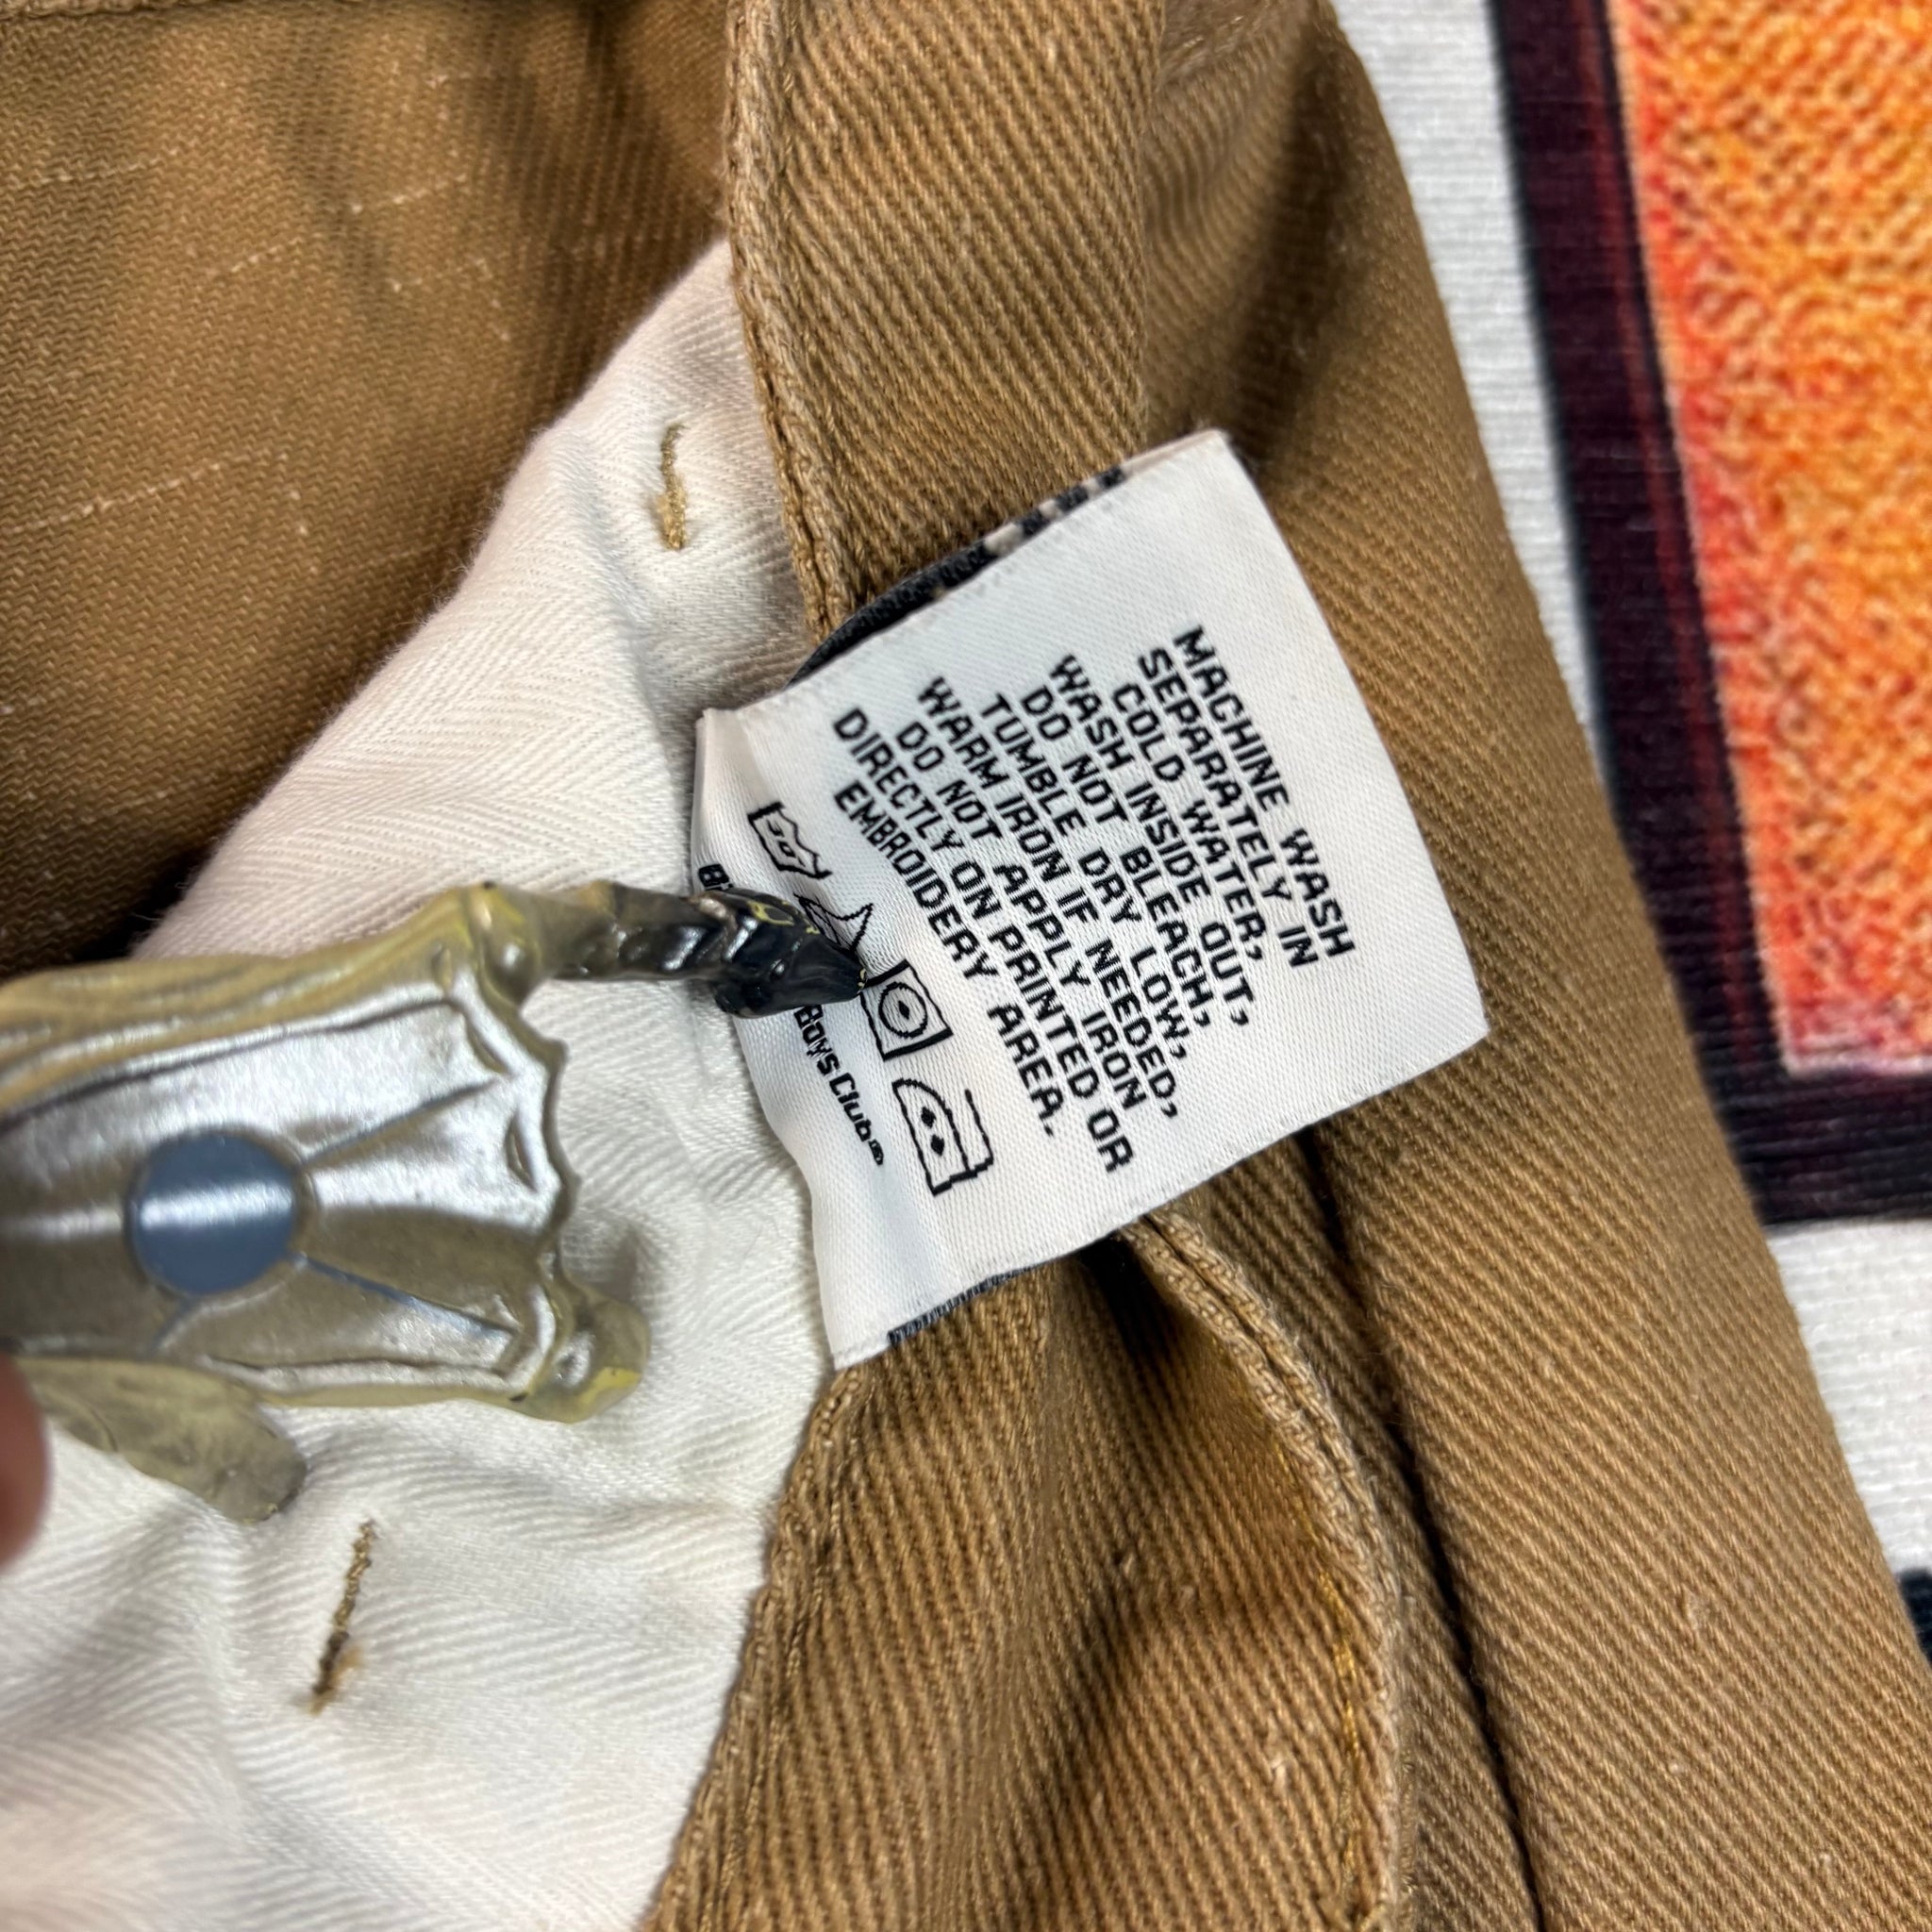 MACHINE WASH
SEPARATELY IN
COLD WATER,
WASH INSIDE OUT,
DO NOT BLEACH,
TUMBLE DRY LOW,
WARM IRON IF NEEDED,
DO NOT APPLY IRON
DIRECTLY ON PRINTED OR
EMBROIDERY AREA.
Boys Club®